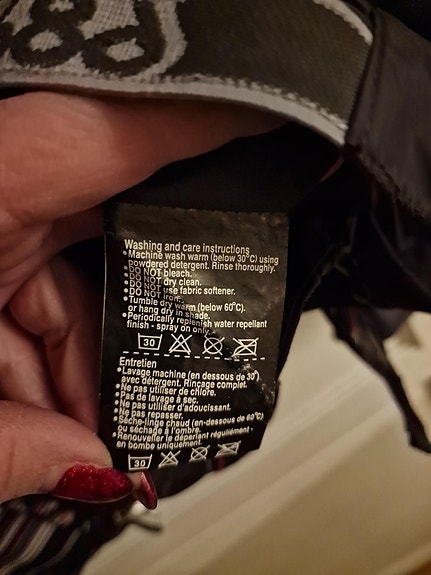 Washing and care instructions
•Machine wash warm (below 30°C) using
powdered detergent. Rinse thoroughly.
•DO NOT bleach.
•DO NOT dry clean.
•DO NOT use fabric softener.
•DO NOT iron.
•Tumble dry warm (below 60°C).
or hang dry in shade.
•Periodically replenish water repellant
finish - spray on only.
30
Entretien
•Lavage machine (en dessous de 30°)
avec détergent. Rinçage complet.
•Ne pas utiliser de chlore.
•Pas de lavage à sec.
•Ne pas utiliser d'adoucissant.
•Ne pas repasser.
•Sèche-linge chaud (en-dessous de 60°C)
ou séchage à l'ombre.
•Renouveller le déperlant régulièment -
en bombe uniquement.
30